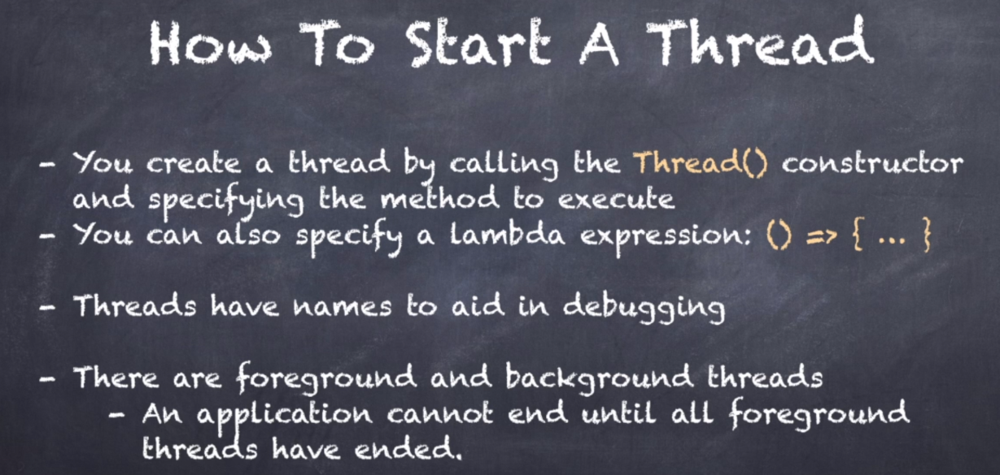 How To Start A Thread
- You create a thread by calling the Thread() constructor
and specifying the method to execute
- You can also specify a lambda expression: () => { ... }
- Threads have names to aid in debugging
- There are foreground and background threads
- An application cannot end until all foreground
threads have ended.